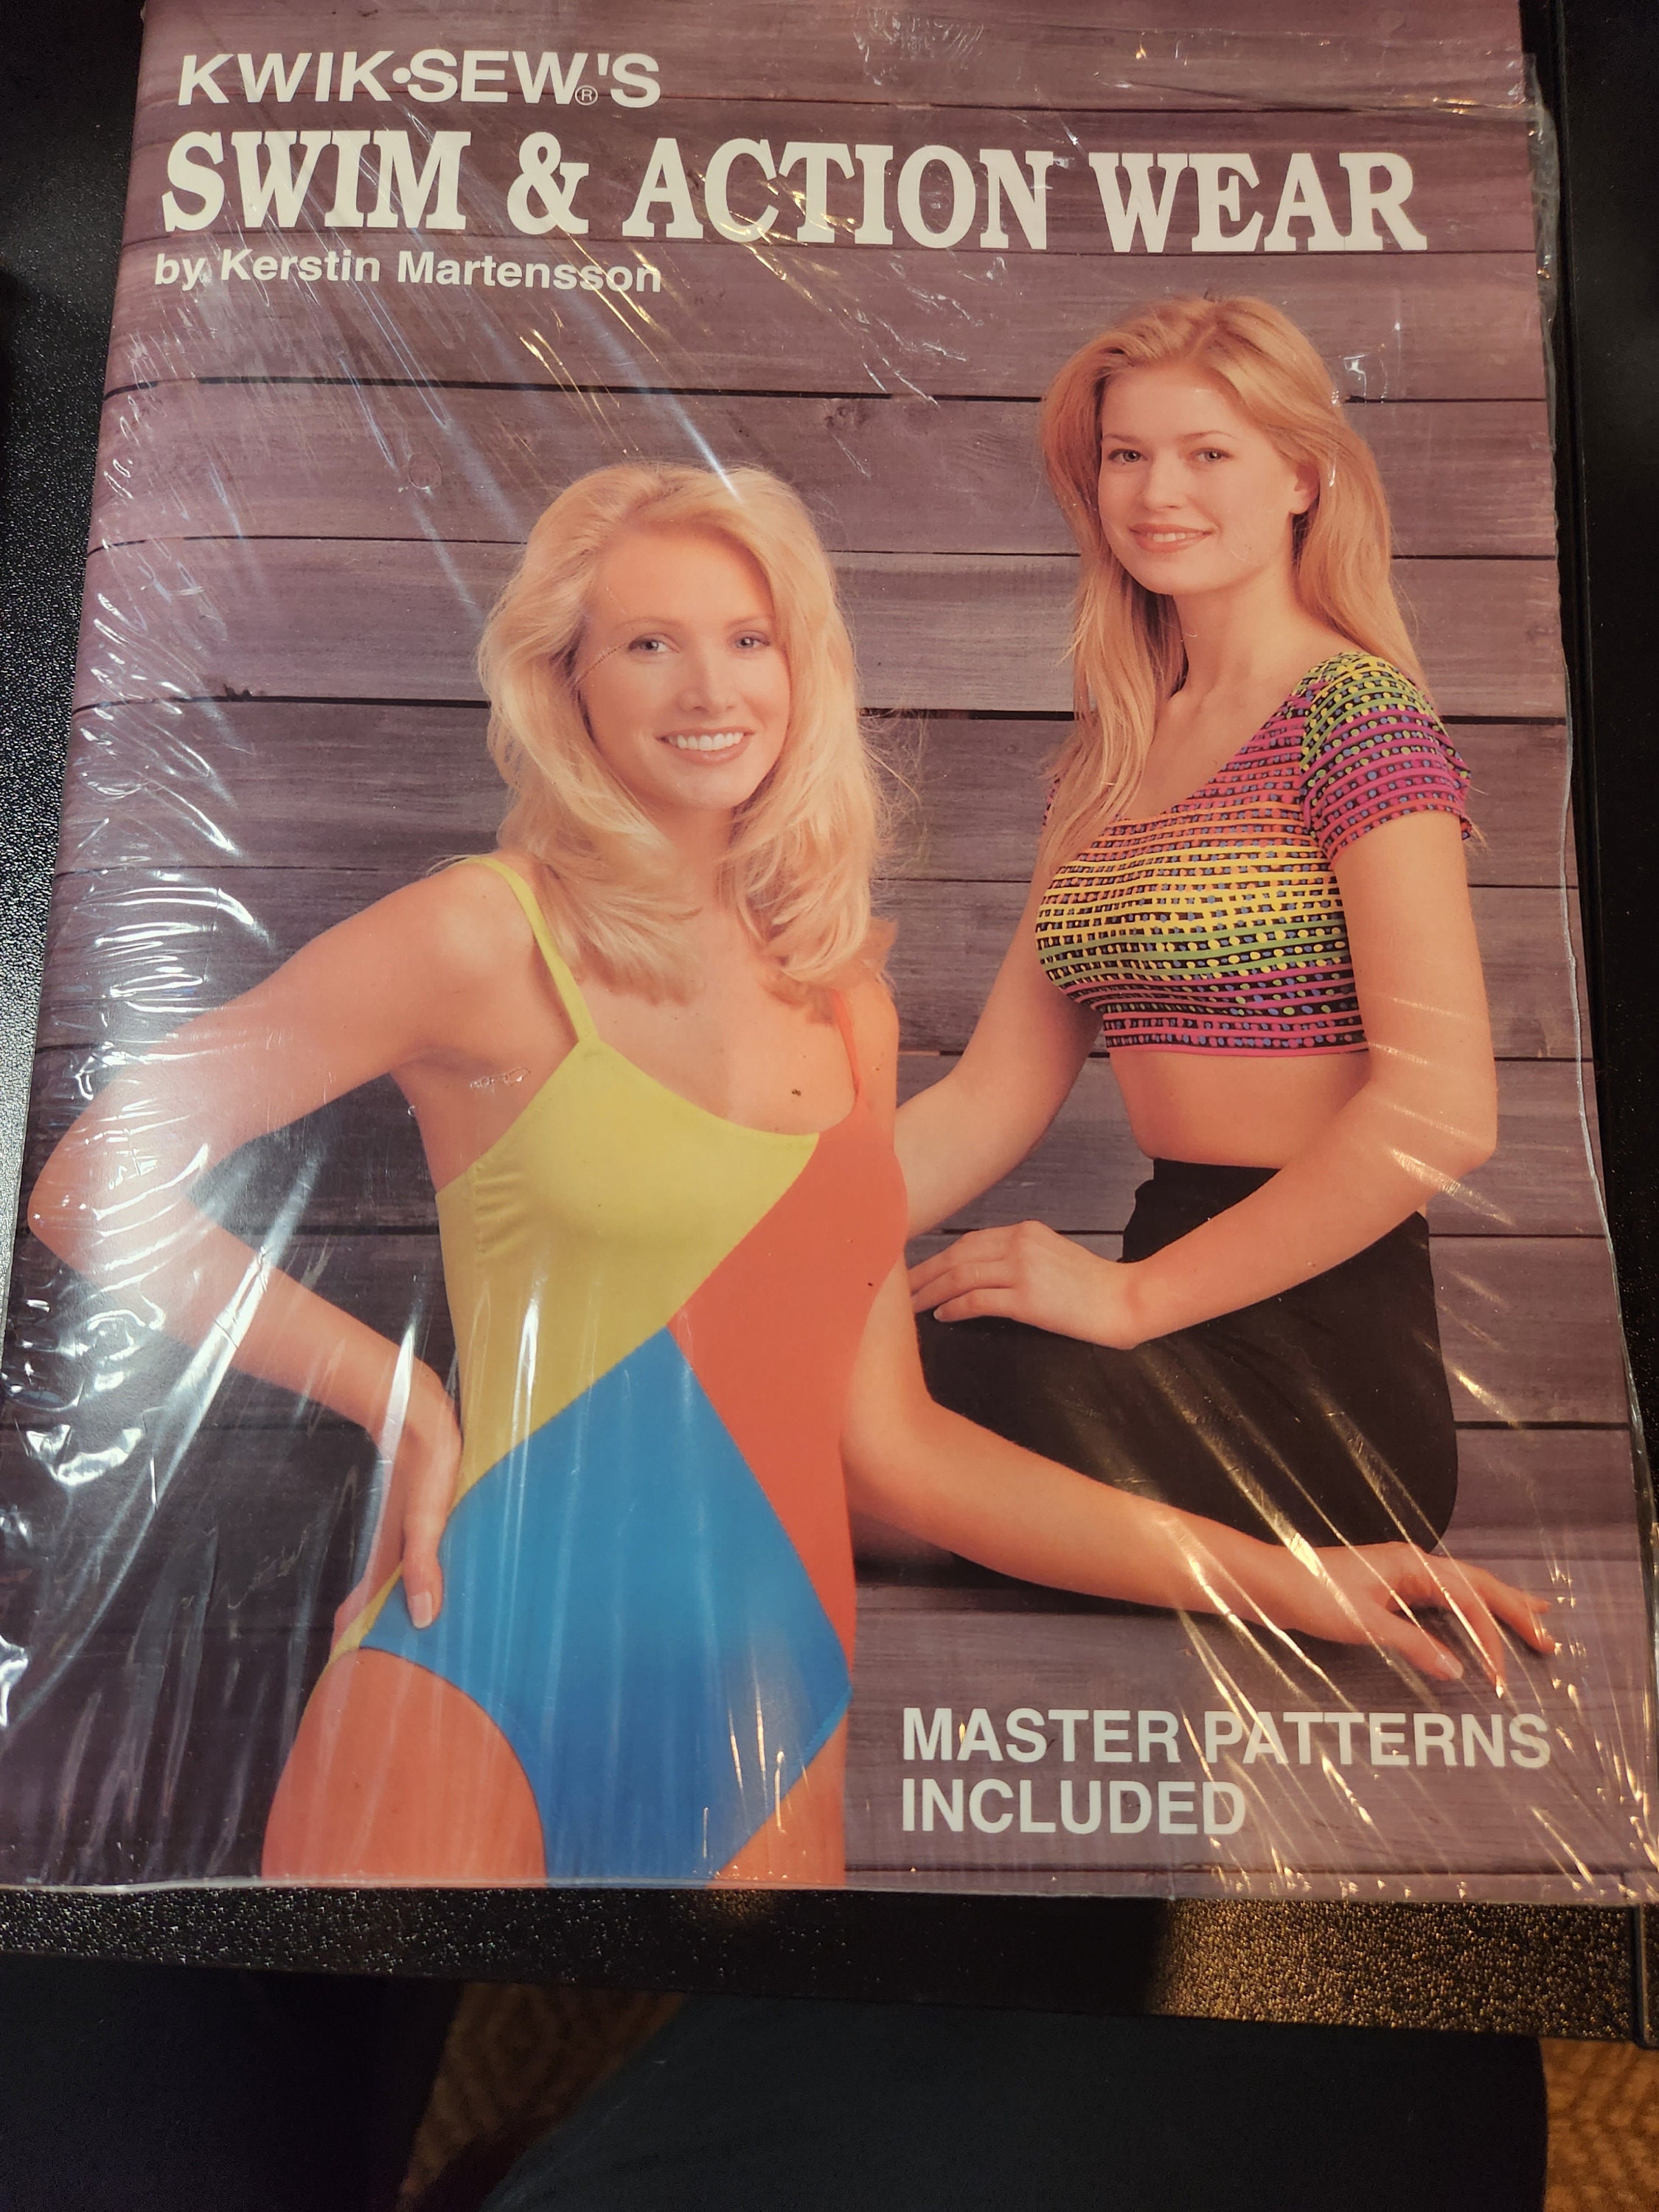 KWIK•SEW®'S
SWIM & ACTION WEAR
by Kerstin Martensson
MASTER PATTERNS
INCLUDED